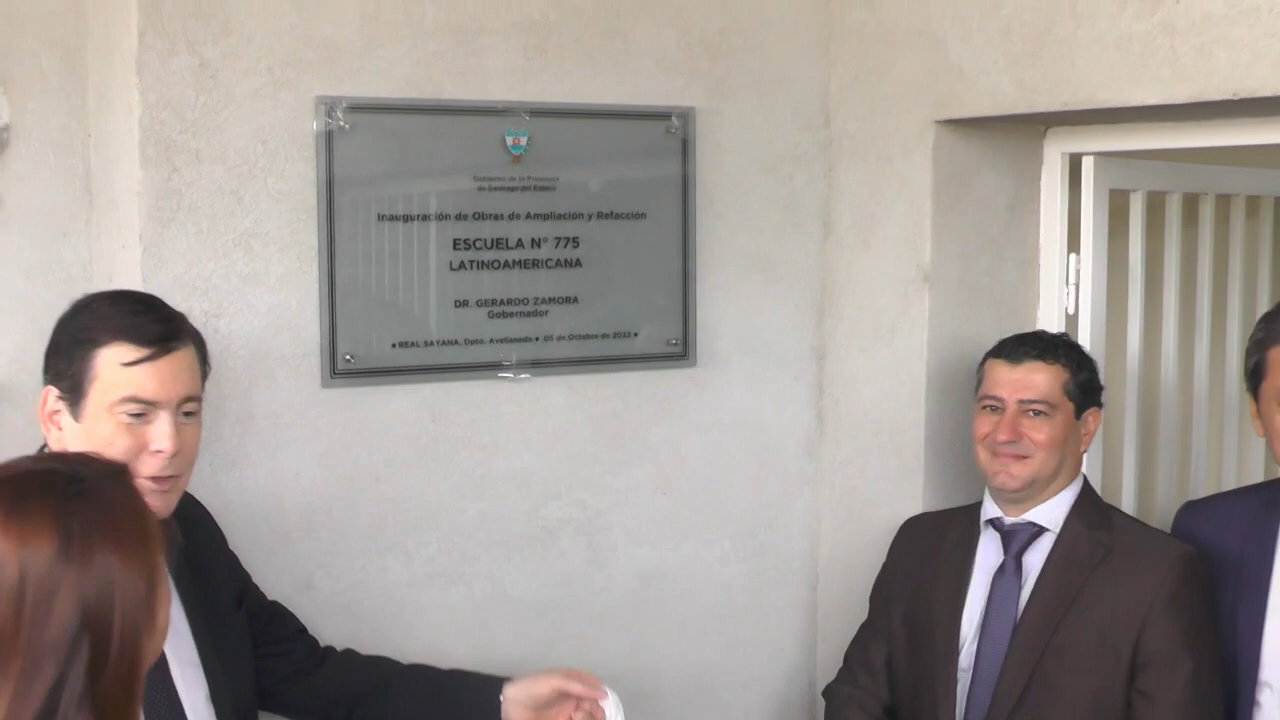 Gobierno de la Provincia
de Santiago del Estero
Inauguración de Obras de Ampliación y Refacción
ESCUELA N° 775
LATINOAMERICANA
DR. GERARDO ZAMORA
Gobernador
• REAL SAYANA, Dpto. Avellaneda • 05 de Octubre de 2023 •